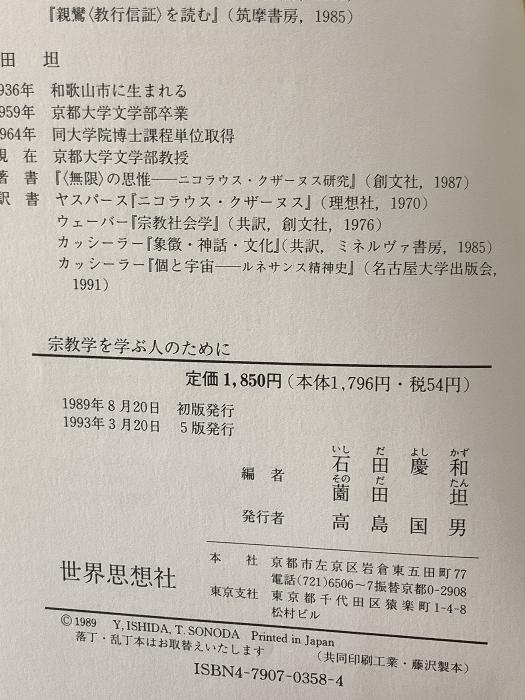 『親鸞〈教行信証〉を読む』（筑摩書房，1985）
田　坦
936年　和歌山市に生まれる
959年　京都大学文学部卒業
964年　同大学院博士課程単位取得
現　在　京都大学文学部教授
著　書　『〈無限〉の思惟――ニコラウス・クザーヌス研究』（創文社，1987）
訳　書　ヤスパース『ニコラウス・クザーヌス』（理想社，1970）
ウェーバー『宗教社会学』（共訳，創文社，1976）
カッシーラー『象徴・神話・文化』（共訳，ミネルヴァ書房，1985）
カッシーラー『個と宇宙――ルネサンス精神史』（名古屋大学出版会，
1991）
宗教学を学ぶ人のために
定価1,850円（本体1,796円・税54円）
1989年8月20日　初版発行
1993年3月20日　5版発行
いし　だ　よし　かず
編　者　石　田　慶　和
その　だ　たん
薗　田　坦
発行者　高　島　国　男
世界思想社
本　社　京都市左京区岩倉東五田町77
電話(721)6506～7振替京都0-2908
東京支社　東京都千代田区猿楽町1-4-8
松村ビル
©1989　Y, ISHIDA, T. SONODA　Printed in Japan
落丁・乱丁本はお取替えいたします　（共同印刷工業・藤沢製本）
ISBN4-7907-0358-4